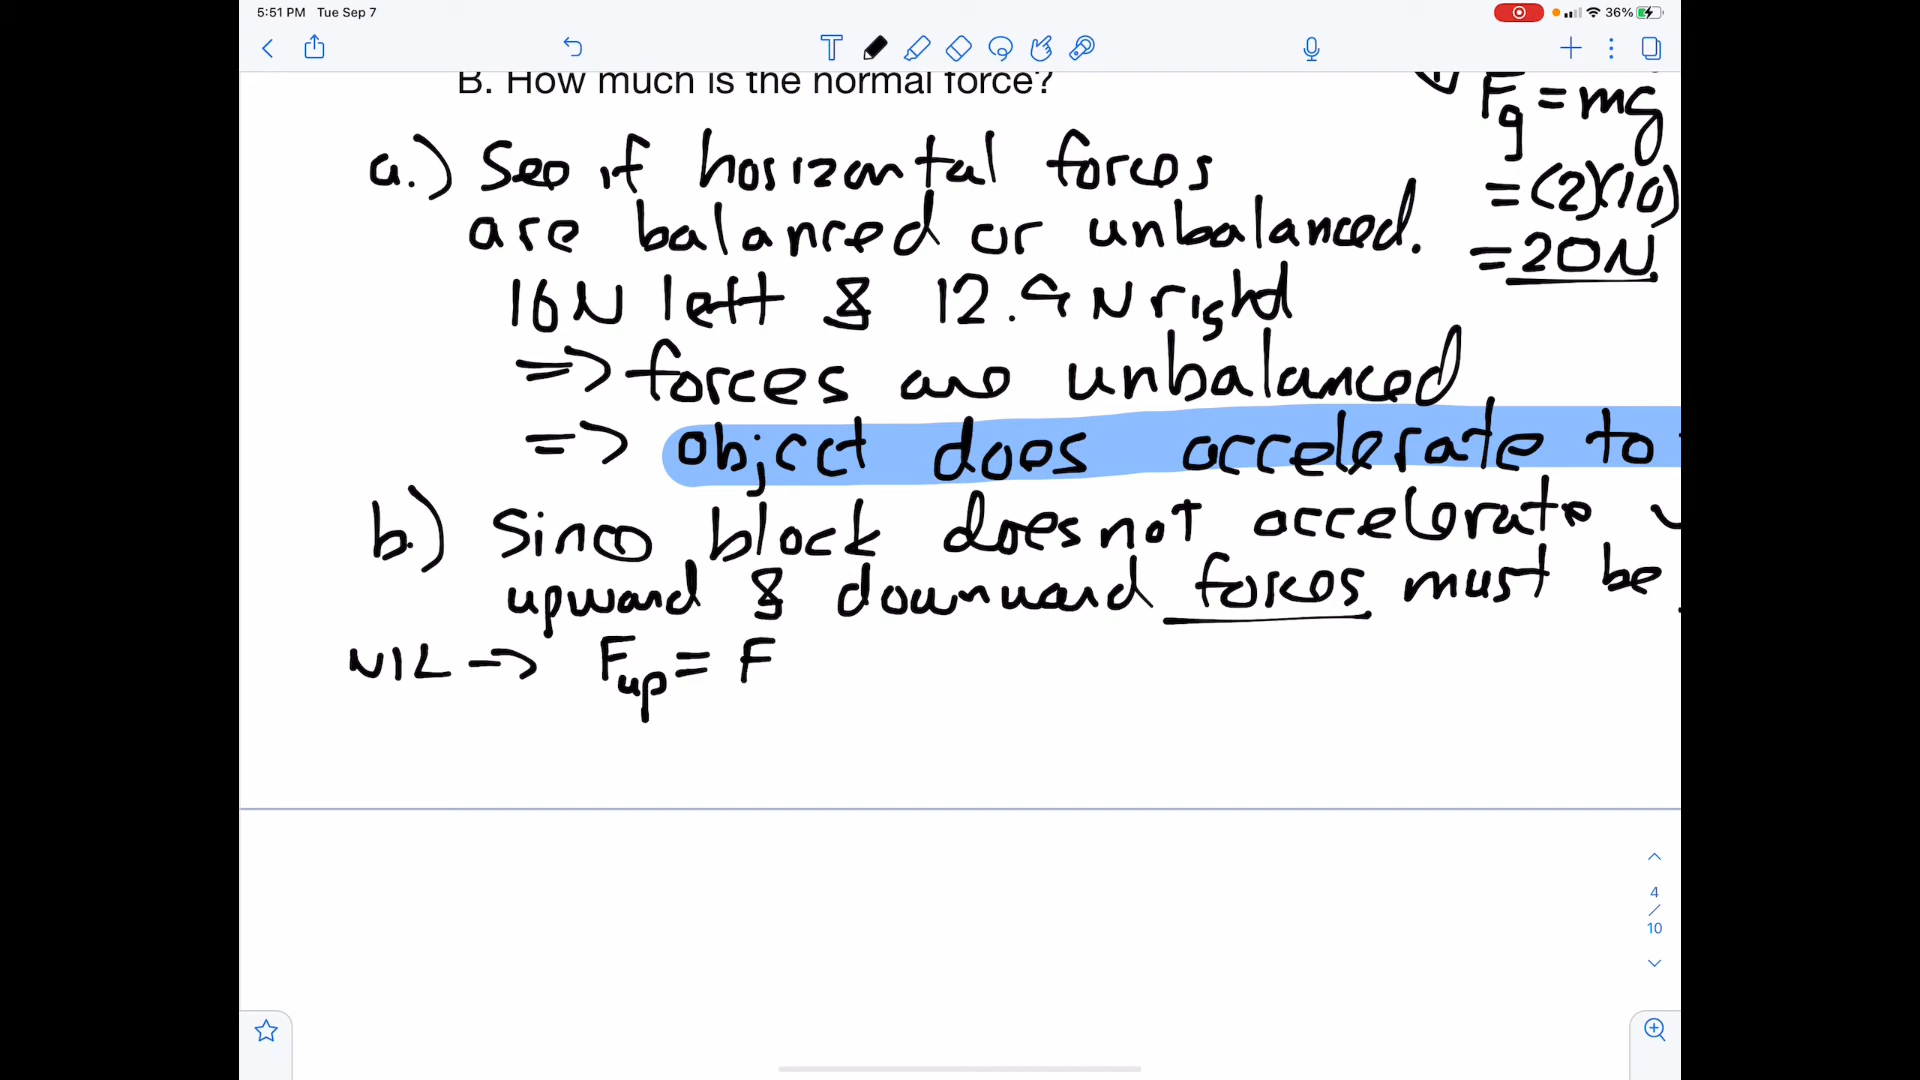 5:51 PM Tue Sep 7
36%
B. How much is the normal force?
Fg = mg
= (2)(10)
= 20N
a.) See if horizontal forces
are balanced or unbalanced.
16N left & 12.9N right
=> forces are unbalanced
=> object does accelerate to
b.) Since block does not accelerate
upward & downward forces must be
N1L -> Fup = F
4
/
10